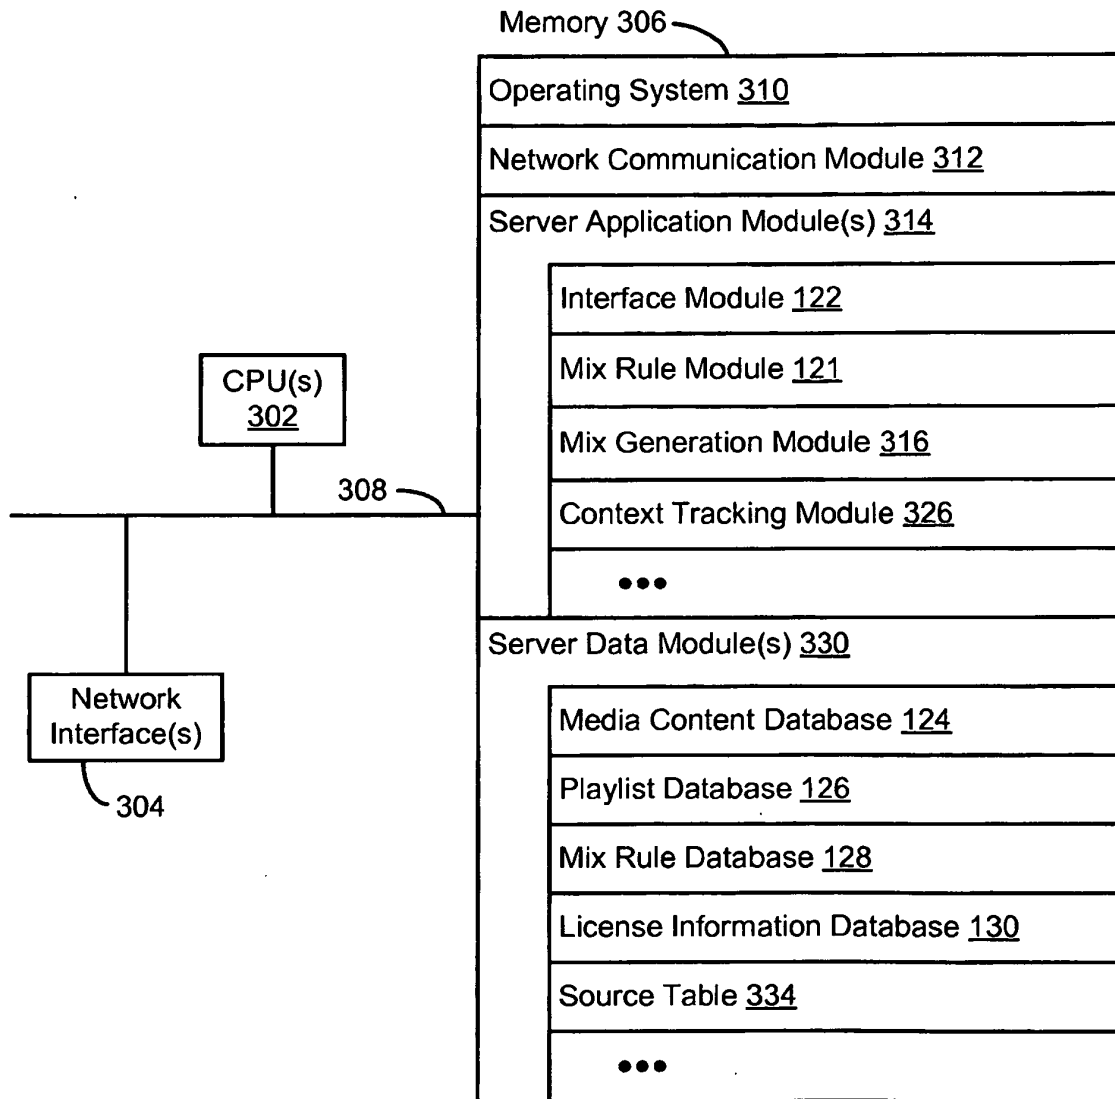 Memory 306
Operating System 310
Network Communication Module 312
Server Application Module(s) 314
Interface Module 122
Mix Rule Module 121
Mix Generation Module 316
Context Tracking Module 326
•••
CPU(s)
302
308
Network
Interface(s)
304
Server Data Module(s) 330
Media Content Database 124
Playlist Database 126
Mix Rule Database 128
License Information Database 130
Source Table 334
•••